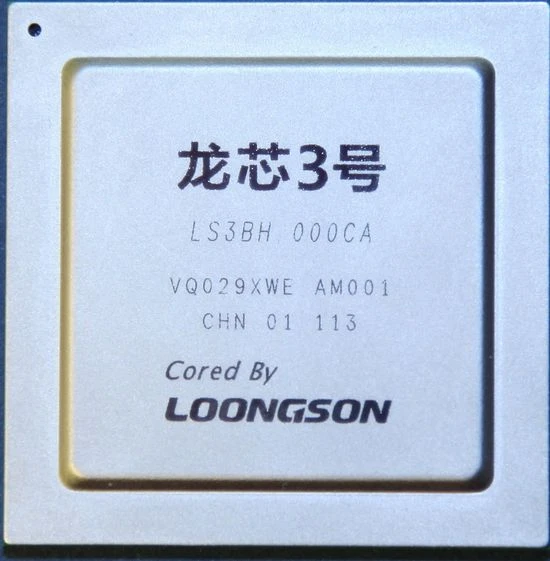 龙芯3号
LS3BH 000CA
VQ029XWE AM001
CHN 01 113
Cored By
LOONGSON